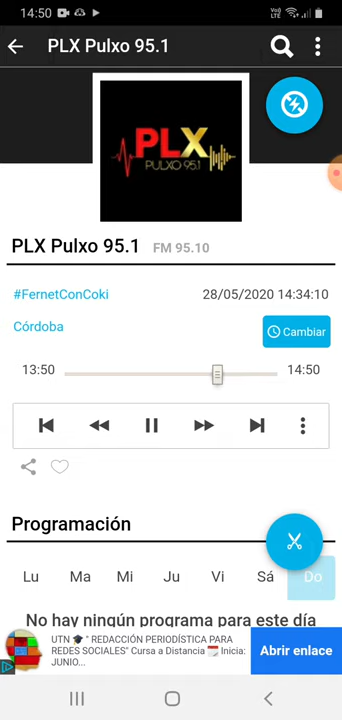 14:50
Vo)) LTE
PLX Pulxo 95.1
PLX
PULXO 95.1
PLX Pulxo 95.1 FM 95.10
#FernetConCoki 28/05/2020 14:34:10
Córdoba Cambiar
13:50 14:50
Programación
Lu Ma Mi Ju Vi Sá Do
No hay ningún programa para este día
UTN 🎓 " REDACCIÓN PERIODÍSTICA PARA
REDES SOCIALES" Cursa a Distancia 📅 Inicia:
JUNIO...
Abrir enlace